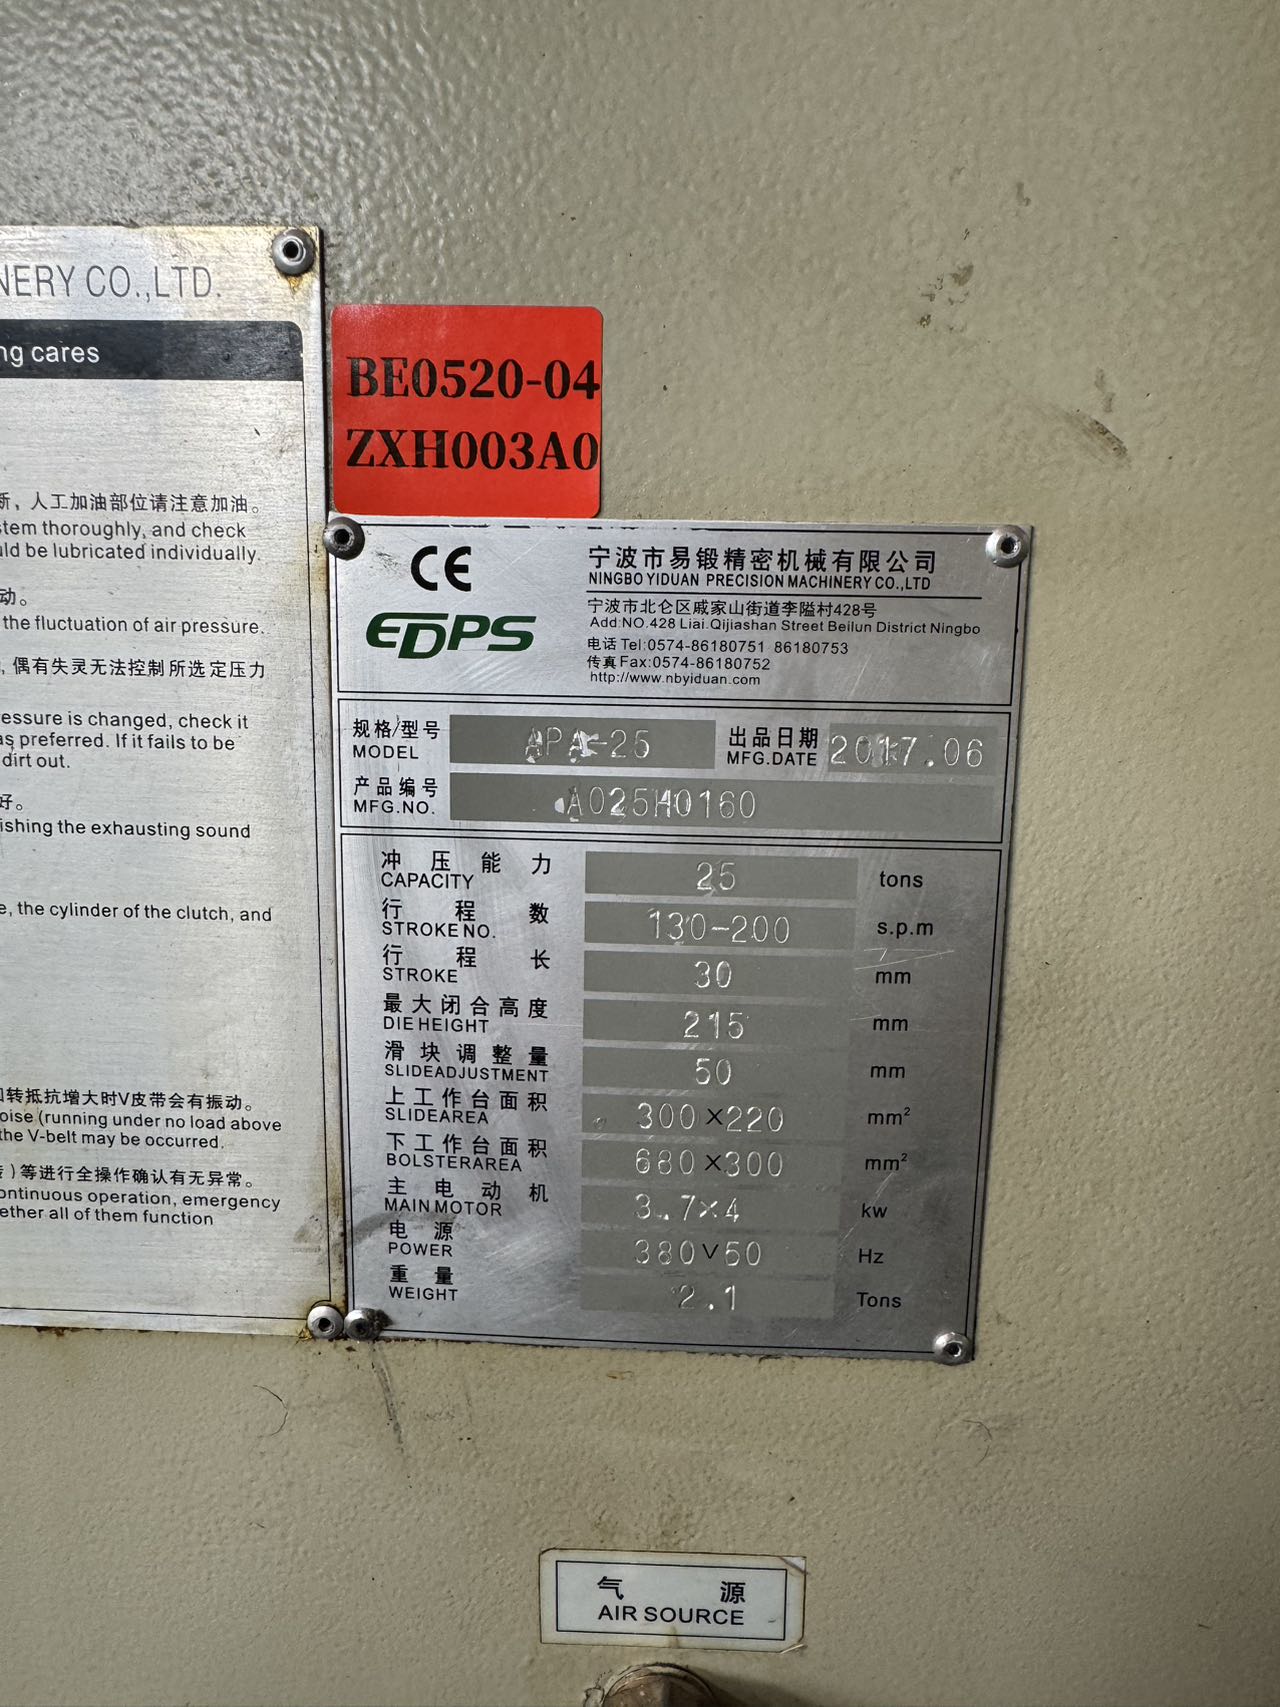 NERY CO.,LTD.
ng cares
断，人工加油部位请注意加油。
stem thoroughly, and check
uld be lubricated individually.
动。
the fluctuation of air pressure.
，偶有失灵无法控制所选定压力
ressure is changed, check it
as preferred. If it fails to be
dirt out.
好。
ishing the exhausting sound
e, the cylinder of the clutch, and
回转抵抗增大时V皮带会有振动。
oise (running under no load above
the V-belt may be occurred.
)等进行全操作确认有无异常。
ontinuous operation, emergency
ether all of them function
BE0520-04
ZXH003A0
CE
EDPS
宁波市易锻精密机械有限公司
NINGBO YIDUAN PRECISION MACHINERY CO.,LTD
宁波市北仑区戚家山街道李隘村428号
Add:NO.428 Liai.Qijiashan Street Beilun District Ningbo
电话 Tel:0574-86180751 86180753
传真 Fax:0574-86180752
http://www.nbyiduan.com
规格/型号 MODEL APA-25 出品日期 MFG.DATE 2017.06
产品编号 MFG.NO. A025H0160
冲压能力 CAPACITY 25 tons
行程数 STROKE NO. 130-200 s.p.m
行程长 STROKE 30 mm
最大闭合高度 DIE HEIGHT 215 mm
滑块调整量 SLIDEADJUSTMENT 50 mm
上工作台面积 SLIDEAREA 300×220 mm²
下工作台面积 BOLSTERAREA 680×300 mm²
主电动机 MAIN MOTOR 3.7×4 kw
电源 POWER 380V50 Hz
重量 WEIGHT 2.1 Tons
气源
AIR SOURCE